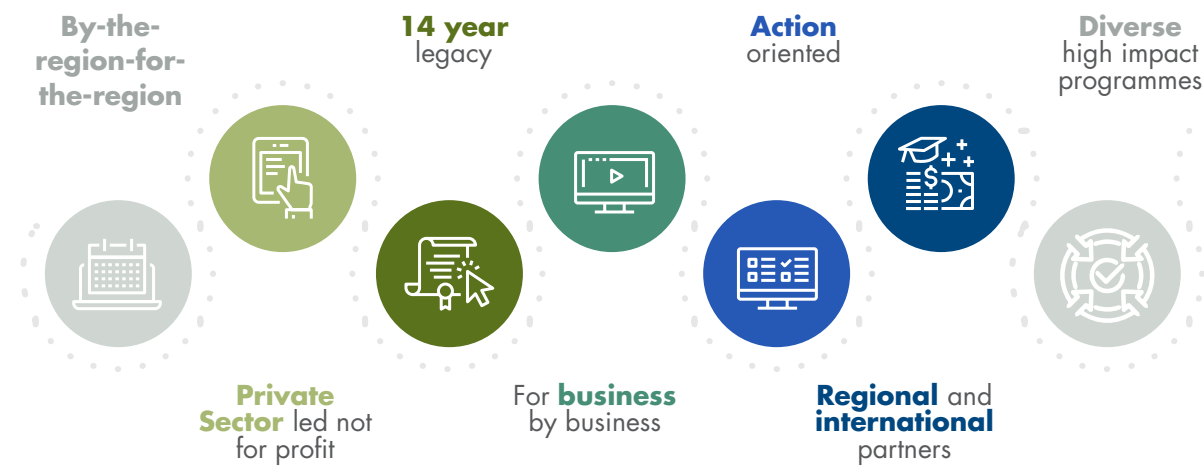 By-the-
region-for-
the-region
Private
Sector led not
for profit
14 year
legacy
For business
by business
Action
oriented
Regional and
international
partners
Diverse
high impact
programmes